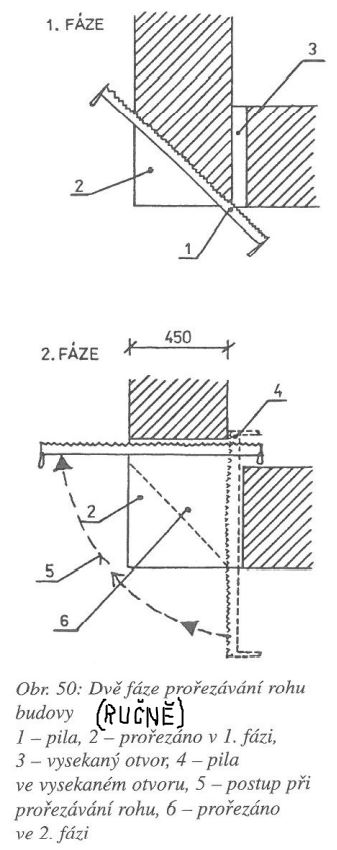 1. FÁZE
3
2
1
450
2. FÁZE
4
2
5
6
Obr. 50: Dvě fáze prořezávání rohu
budovy (RUČNĚ)
1 – pila, 2 – prořezáno v 1. fázi,
3 – vysekaný otvor, 4 – pila
ve vysekaném otvoru, 5 – postup při
prořezávání rohu, 6 – prořezáno
ve 2. fázi